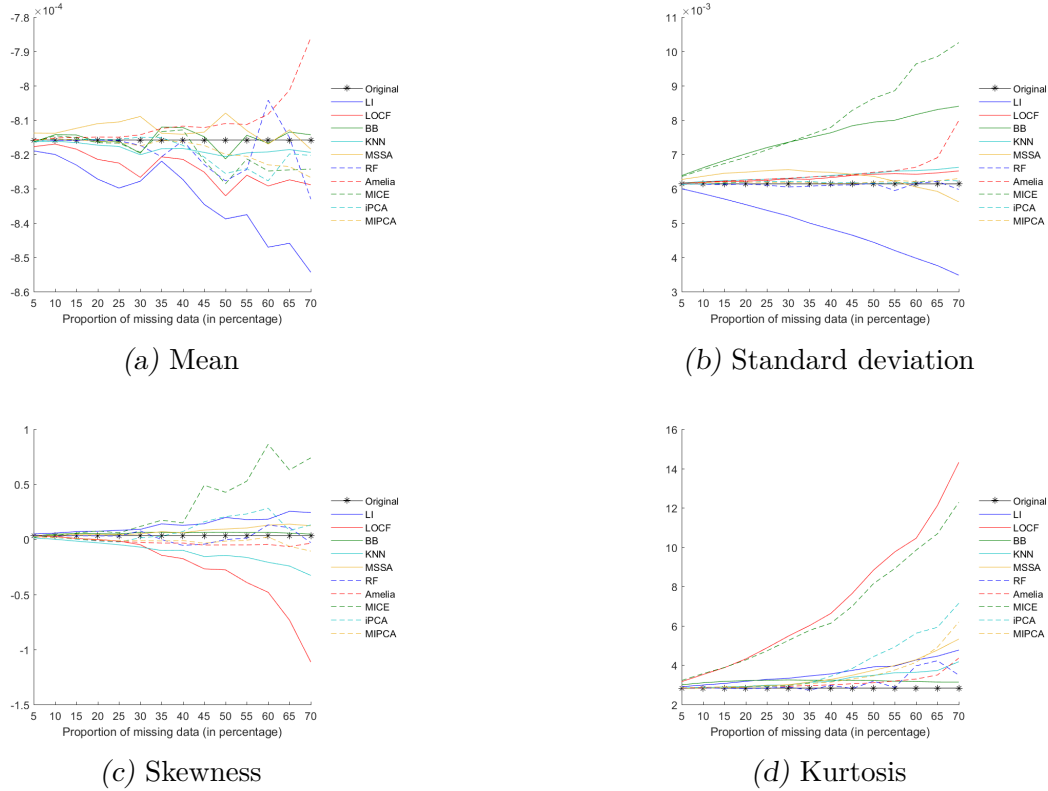 ×10⁻⁴
-7.8
-7.9
-8
-8.1
-8.2
-8.3
-8.4
-8.5
-8.6
5 10 15 20 25 30 35 40 45 50 55 60 65 70
Proportion of missing data (in percentage)
Original
LI
LOCF
BB
KNN
MSSA
RF
Amelia
MICE
iPCA
MIPCA
(a) Mean
×10⁻³
11
10
9
8
7
6
5
4
3
5 10 15 20 25 30 35 40 45 50 55 60 65 70
Proportion of missing data (in percentage)
Original
LI
LOCF
BB
KNN
MSSA
RF
Amelia
MICE
iPCA
MIPCA
(b) Standard deviation
1
0.5
0
-0.5
-1
-1.5
5 10 15 20 25 30 35 40 45 50 55 60 65 70
Proportion of missing data (in percentage)
Original
LI
LOCF
BB
KNN
MSSA
RF
Amelia
MICE
iPCA
MIPCA
(c) Skewness
16
14
12
10
8
6
4
2
5 10 15 20 25 30 35 40 45 50 55 60 65 70
Proportion of missing data (in percentage)
Original
LI
LOCF
BB
KNN
MSSA
RF
Amelia
MICE
iPCA
MIPCA
(d) Kurtosis